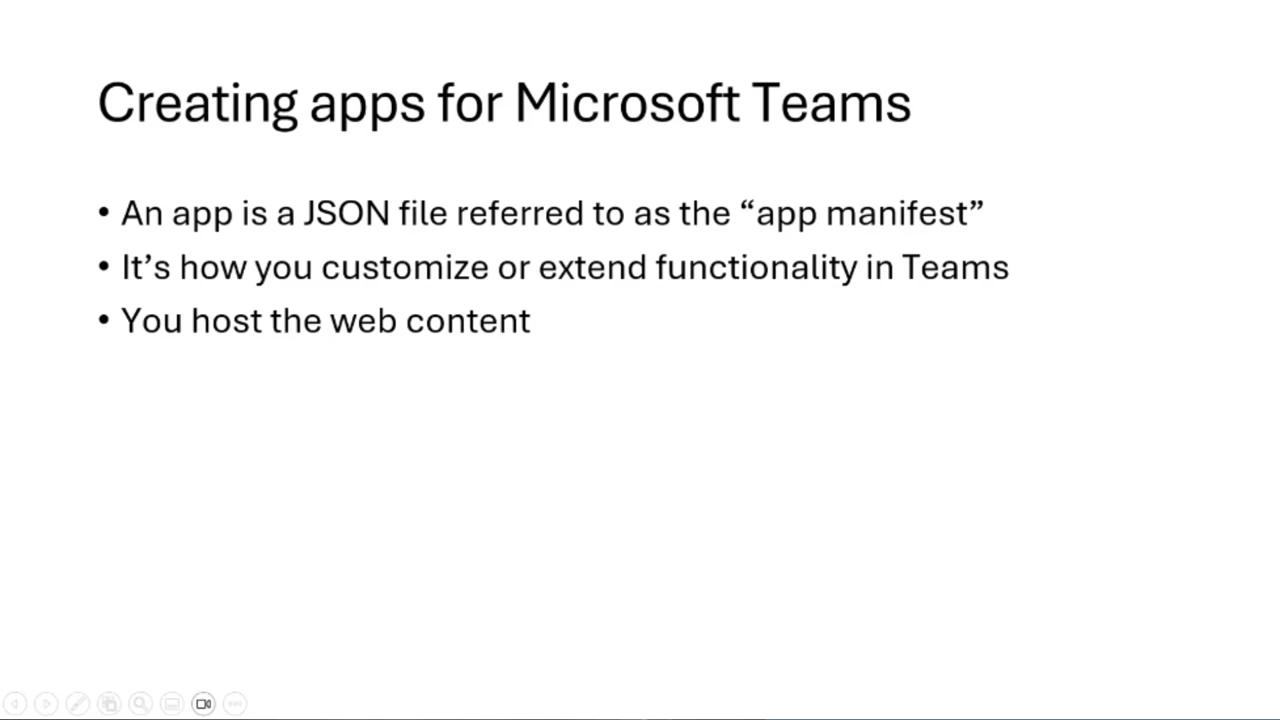 Creating apps for Microsoft Teams
• An app is a JSON file referred to as the “app manifest”
• It’s how you customize or extend functionality in Teams
• You host the web content